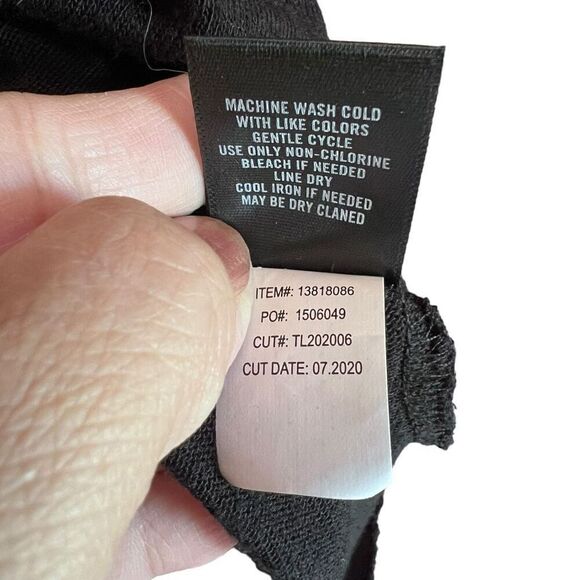 MACHINE WASH COLD
WITH LIKE COLORS
GENTLE CYCLE
USE ONLY NON-CHLORINE
BLEACH IF NEEDED
LINE DRY
COOL IRON IF NEEDED
MAY BE DRY CLANED
ITEM#: 13818086
PO#: 1506049
CUT#: TL202006
CUT DATE: 07.2020